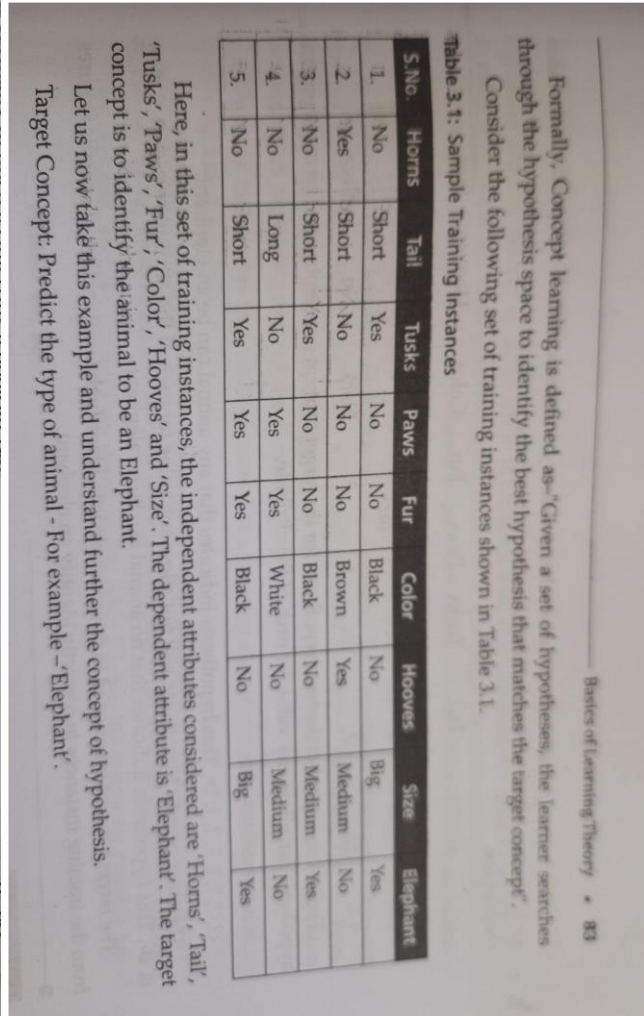 Basics of Learning Theory • 83
Formally, Concept learning is defined as–"Given a set of hypotheses, the learner searches
through the hypothesis space to identify the best hypothesis that matches the target concept".
Consider the following set of training instances shown in Table 3.1.
Table 3.1: Sample Training Instances
S.No. Horns Tail Tusks Paws Fur Color Hooves Size Elephant
1. No Short Yes No No Black No Big Yes
2. Yes Short No No No Brown Yes Medium No
3. No Short Yes No No Black No Medium Yes
4. No Long No Yes Yes White No Medium No
5. No Short Yes Yes Yes Black No Big Yes
Here, in this set of training instances, the independent attributes considered are 'Horns', 'Tail',
'Tusks', 'Paws', 'Fur', 'Color', 'Hooves' and 'Size'. The dependent attribute is 'Elephant'. The target
concept is to identify the animal to be an Elephant.
Let us now take this example and understand further the concept of hypothesis.
Target Concept: Predict the type of animal - For example –'Elephant'.